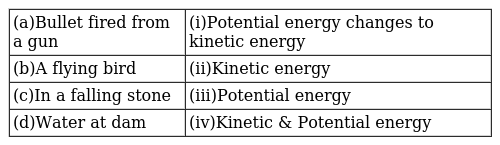 (a)Bullet fired from a gun (i)Potential energy changes to kinetic energy
(b)A flying bird (ii)Kinetic energy
(c)In a falling stone (iii)Potential energy
(d)Water at dam (iv)Kinetic & Potential energy